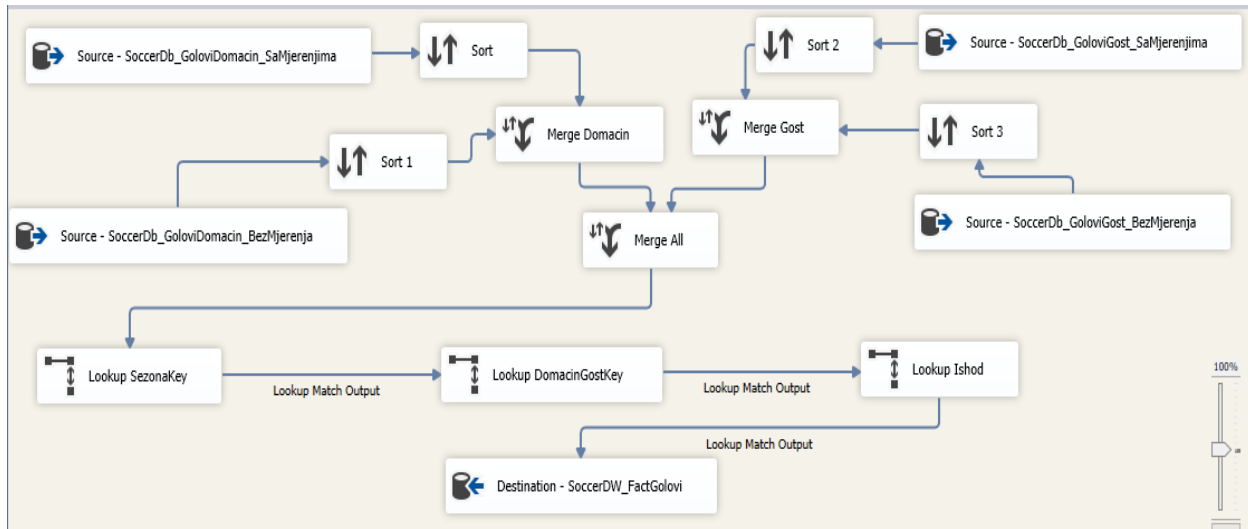 Source - SoccerDb_GoloviDomacin_SaMjerenjima
Sort
Sort 2
Source - SoccerDb_GoloviGost_SaMjerenjima
Merge Domacin
Merge Gost
Sort 3
Sort 1
Source - SoccerDb_GoloviDomacin_BezMjerenja
Source - SoccerDb_GoloviGost_BezMjerenja
Merge All
Lookup SezonaKey
Lookup Match Output
Lookup DomacinGostKey
Lookup Match Output
Lookup Ishod
100%
Lookup Match Output
Destination - SoccerDW_FactGolovi